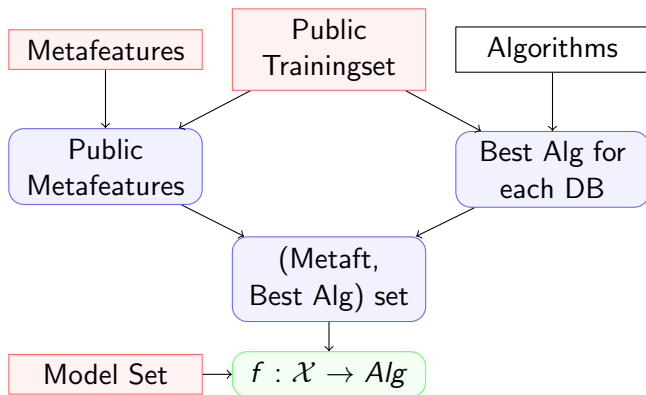 Metafeatures
Public
Trainingset
Algorithms
Public
Metafeatures
Best Alg for
each DB
(Metaft,
Best Alg) set
Model Set
f : 𝒳 → Alg